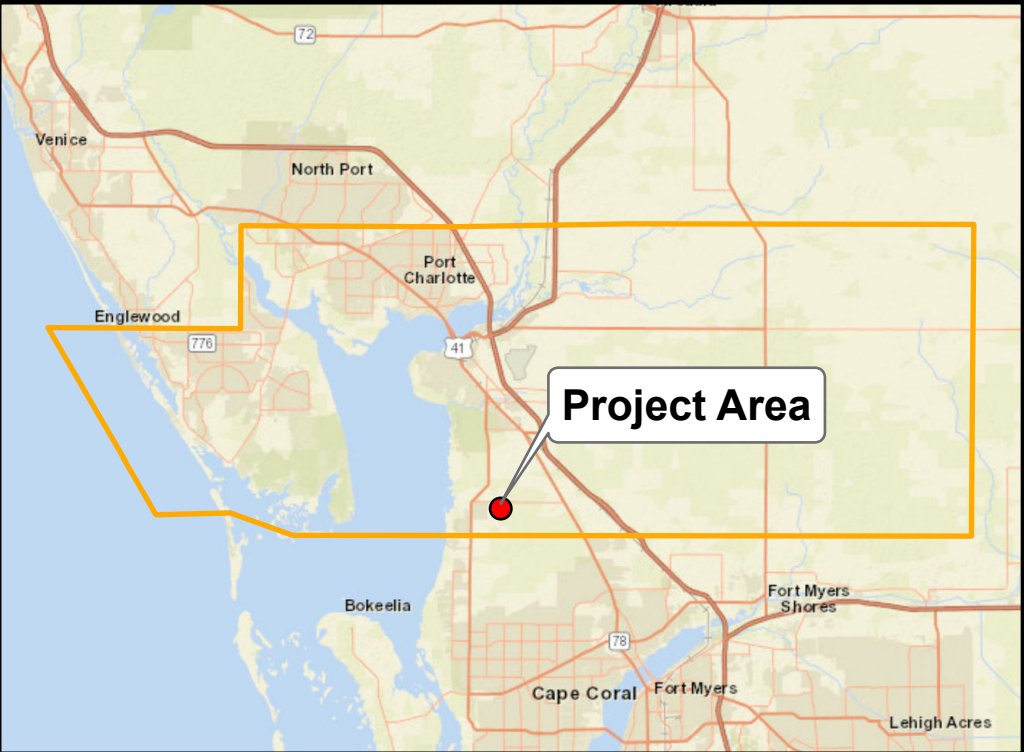 72
Venice
North Port
Port
Charlotte
Englewood
776
41
Project Area
Fort Myers
Shores
Bokeelia
78
Cape Coral
Fort Myers
Lehigh Acres